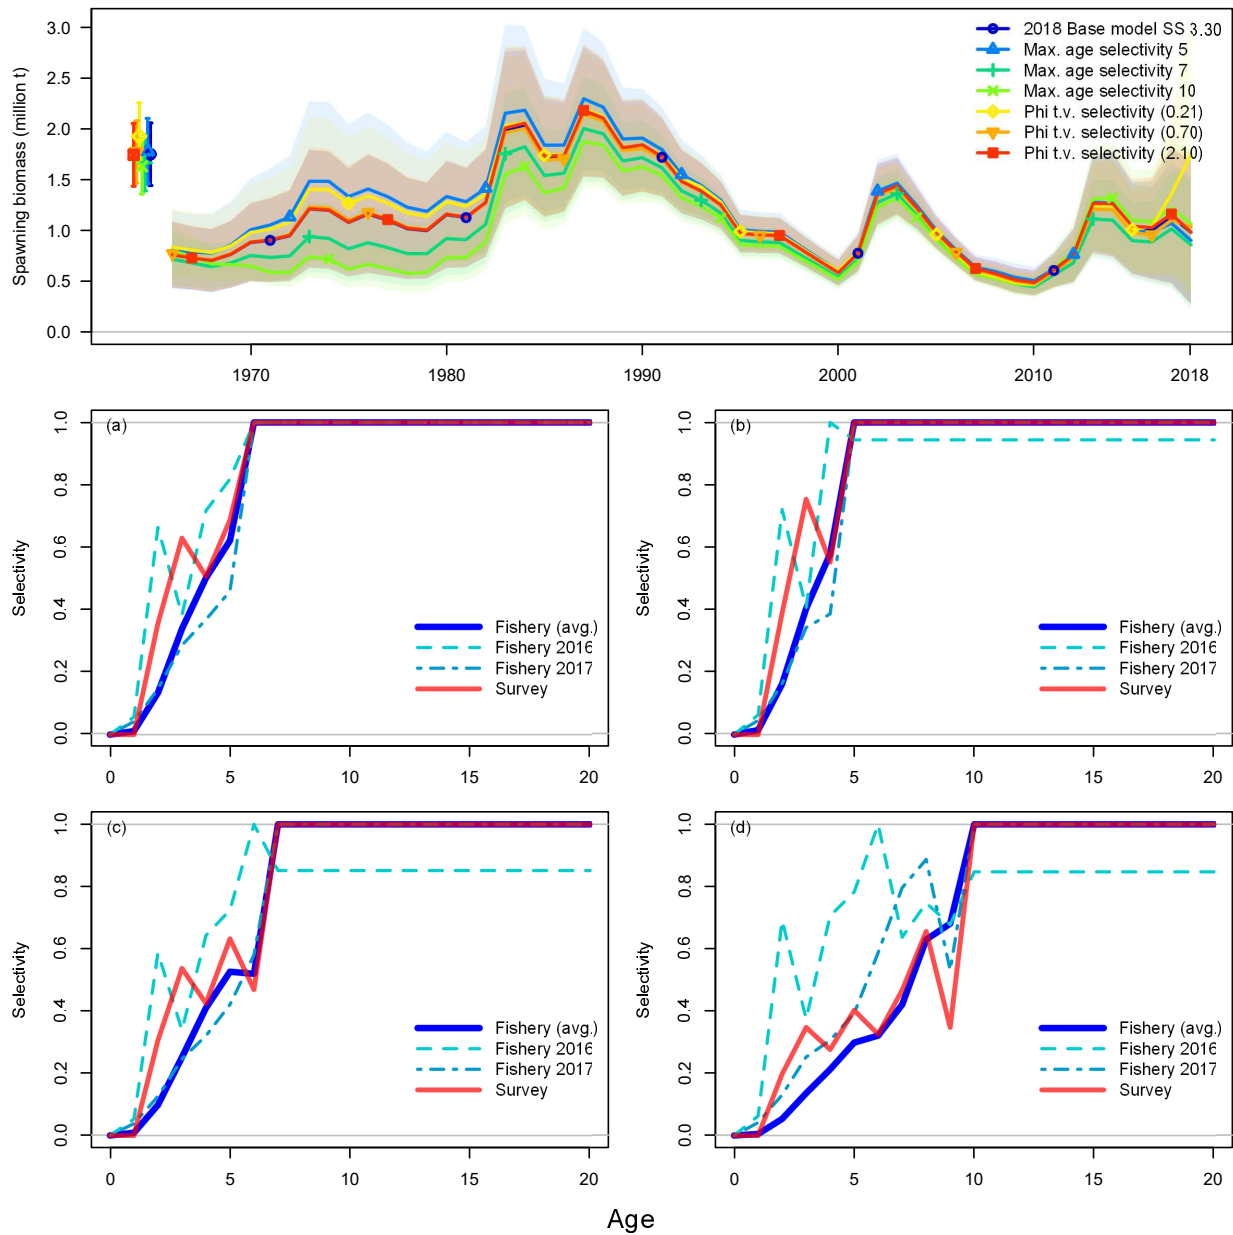 Spawning biomass (million t)
3.0
2.5
2.0
1.5
1.0
0.5
0.0
2018 Base model SS 3.30
Max. age selectivity 5
Max. age selectivity 7
Max. age selectivity 10
Phi t.v. selectivity (0.21)
Phi t.v. selectivity (0.70)
Phi t.v. selectivity (2.10)
1970 1980 1990 2000 2010 2018
(a)
Selectivity
1.0
0.8
0.6
0.4
0.2
0.0
Fishery (avg.)
Fishery 2016
Fishery 2017
Survey
0 5 10 15 20
(b)
Selectivity
1.0
0.8
0.6
0.4
0.2
0.0
Fishery (avg.)
Fishery 2016
Fishery 2017
Survey
0 5 10 15 20
(c)
Selectivity
1.0
0.8
0.6
0.4
0.2
0.0
Fishery (avg.)
Fishery 2016
Fishery 2017
Survey
0 5 10 15 20
(d)
Selectivity
1.0
0.8
0.6
0.4
0.2
0.0
Fishery (avg.)
Fishery 2016
Fishery 2017
Survey
0 5 10 15 20
Age